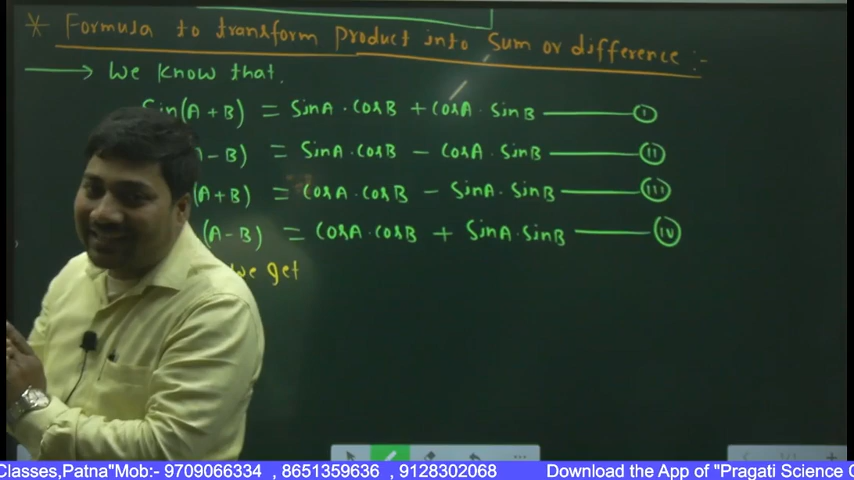 * Formula to transform Product into Sum or difference :-
→ We know that.
Sin(A + B) = SinA · CosB + CosA · SinB ——— (i)
A - B) = SinA · CosB - CosA · SinB ——— (ii)
(A + B) = CosA · CosB - SinA · SinB ——— (iii)
(A - B) = CosA · CosB + SinA · SinB ——— (iv)
we get
Classes,Patna"Mob:- 9709066334 , 8651359636 , 9128302068 Download the App of "Pragati Science C